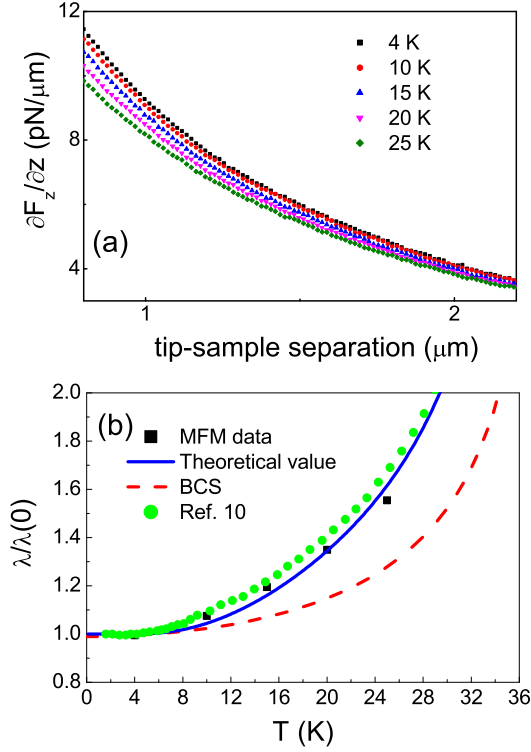 12
8
4
∂F_z/∂z (pN/μm)
4 K
10 K
15 K
20 K
25 K
(a)
1
2
tip-sample separation (μm)
2.0
1.8
1.6
1.4
1.2
1.0
0.8
λ/λ(0)
(b)
MFM data
Theoretical value
BCS
Ref. 10
0 4 8 12 16 20 24 28 32 36
T (K)